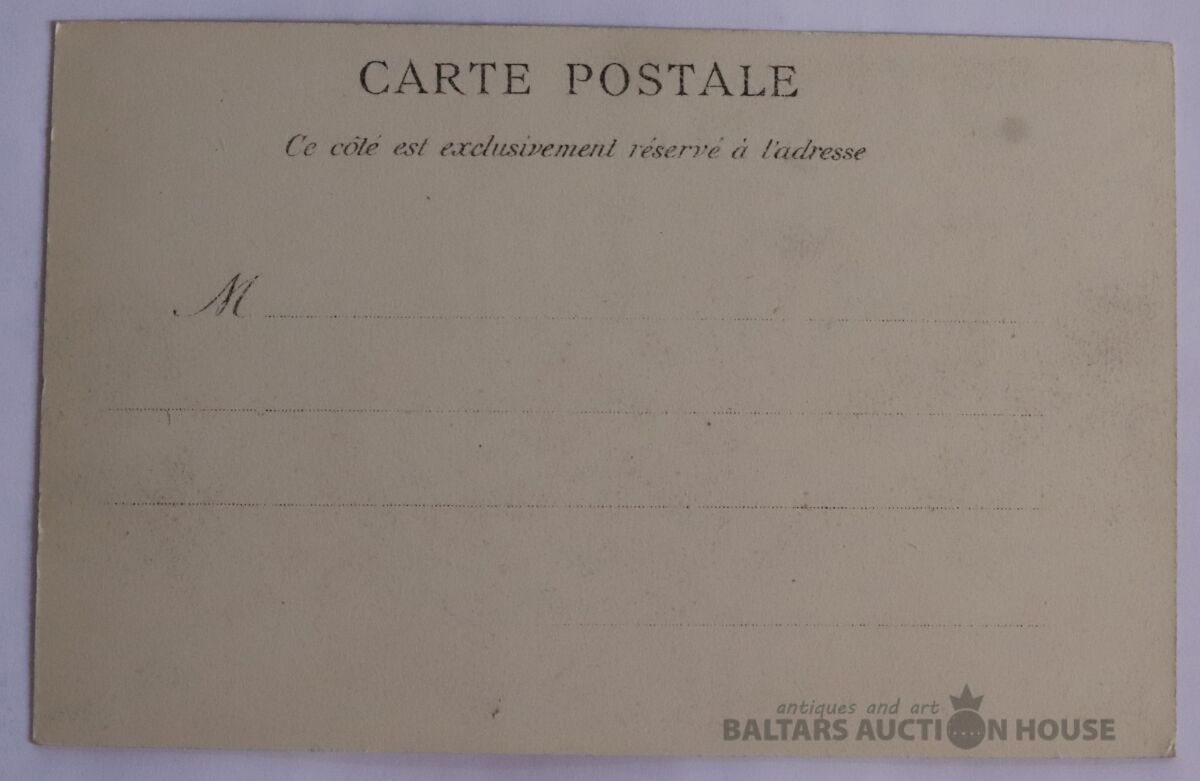 CARTE POSTALE
Ce côté est exclusivement réservé à l'adresse
M
antiques and art
BALTARS AUCTION HOUSE